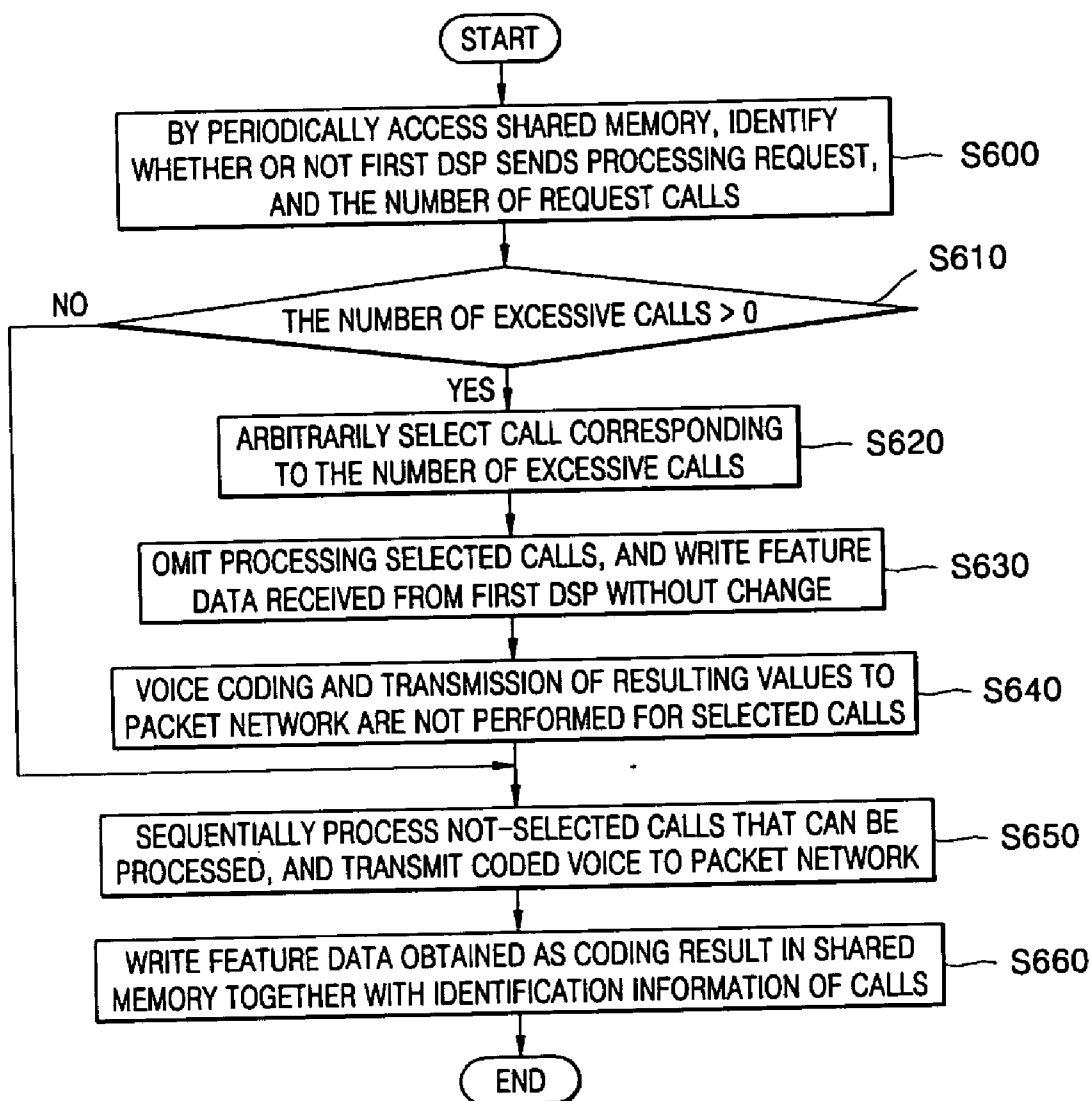 START
BY PERIODICALLY ACCESS SHARED MEMORY, IDENTIFY
WHETHER OR NOT FIRST DSP SENDS PROCESSING REQUEST,
AND THE NUMBER OF REQUEST CALLS
S600
S610
NO
THE NUMBER OF EXCESSIVE CALLS > 0
YES
ARBITRARILY SELECT CALL CORRESPONDING
TO THE NUMBER OF EXCESSIVE CALLS
S620
OMIT PROCESSING SELECTED CALLS, AND WRITE FEATURE
DATA RECEIVED FROM FIRST DSP WITHOUT CHANGE
S630
VOICE CODING AND TRANSMISSION OF RESULTING VALUES TO
PACKET NETWORK ARE NOT PERFORMED FOR SELECTED CALLS
S640
SEQUENTIALLY PROCESS NOT-SELECTED CALLS THAT CAN BE
PROCESSED, AND TRANSMIT CODED VOICE TO PACKET NETWORK
S650
WRITE FEATURE DATA OBTAINED AS CODING RESULT IN SHARED
MEMORY TOGETHER WITH IDENTIFICATION INFORMATION OF CALLS
S660
END